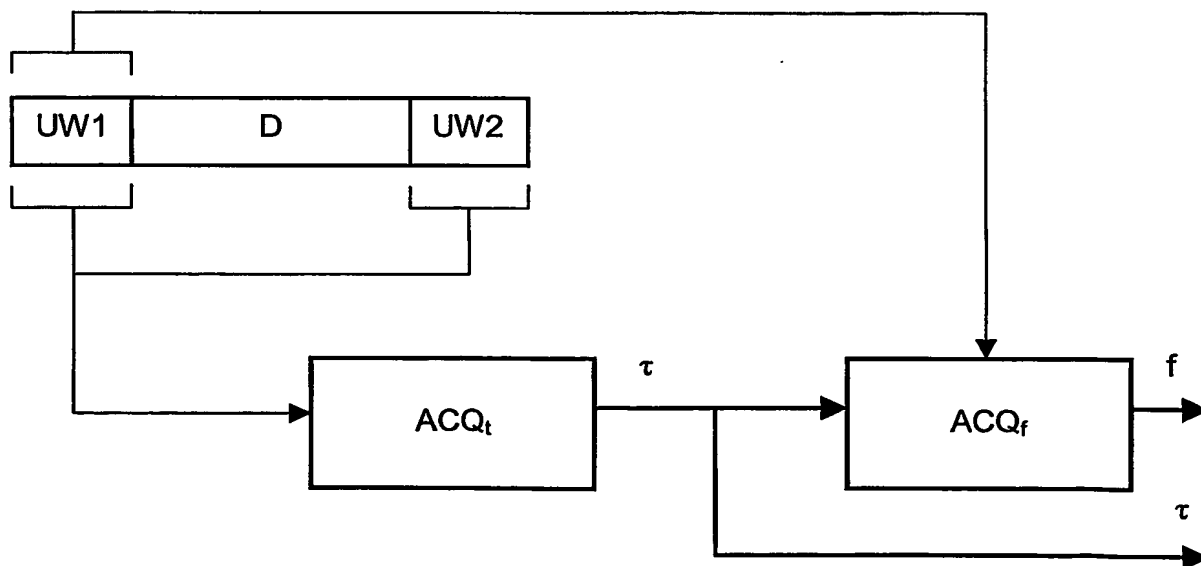 UW1 D UW2
τ
f
ACQt
ACQf
τ